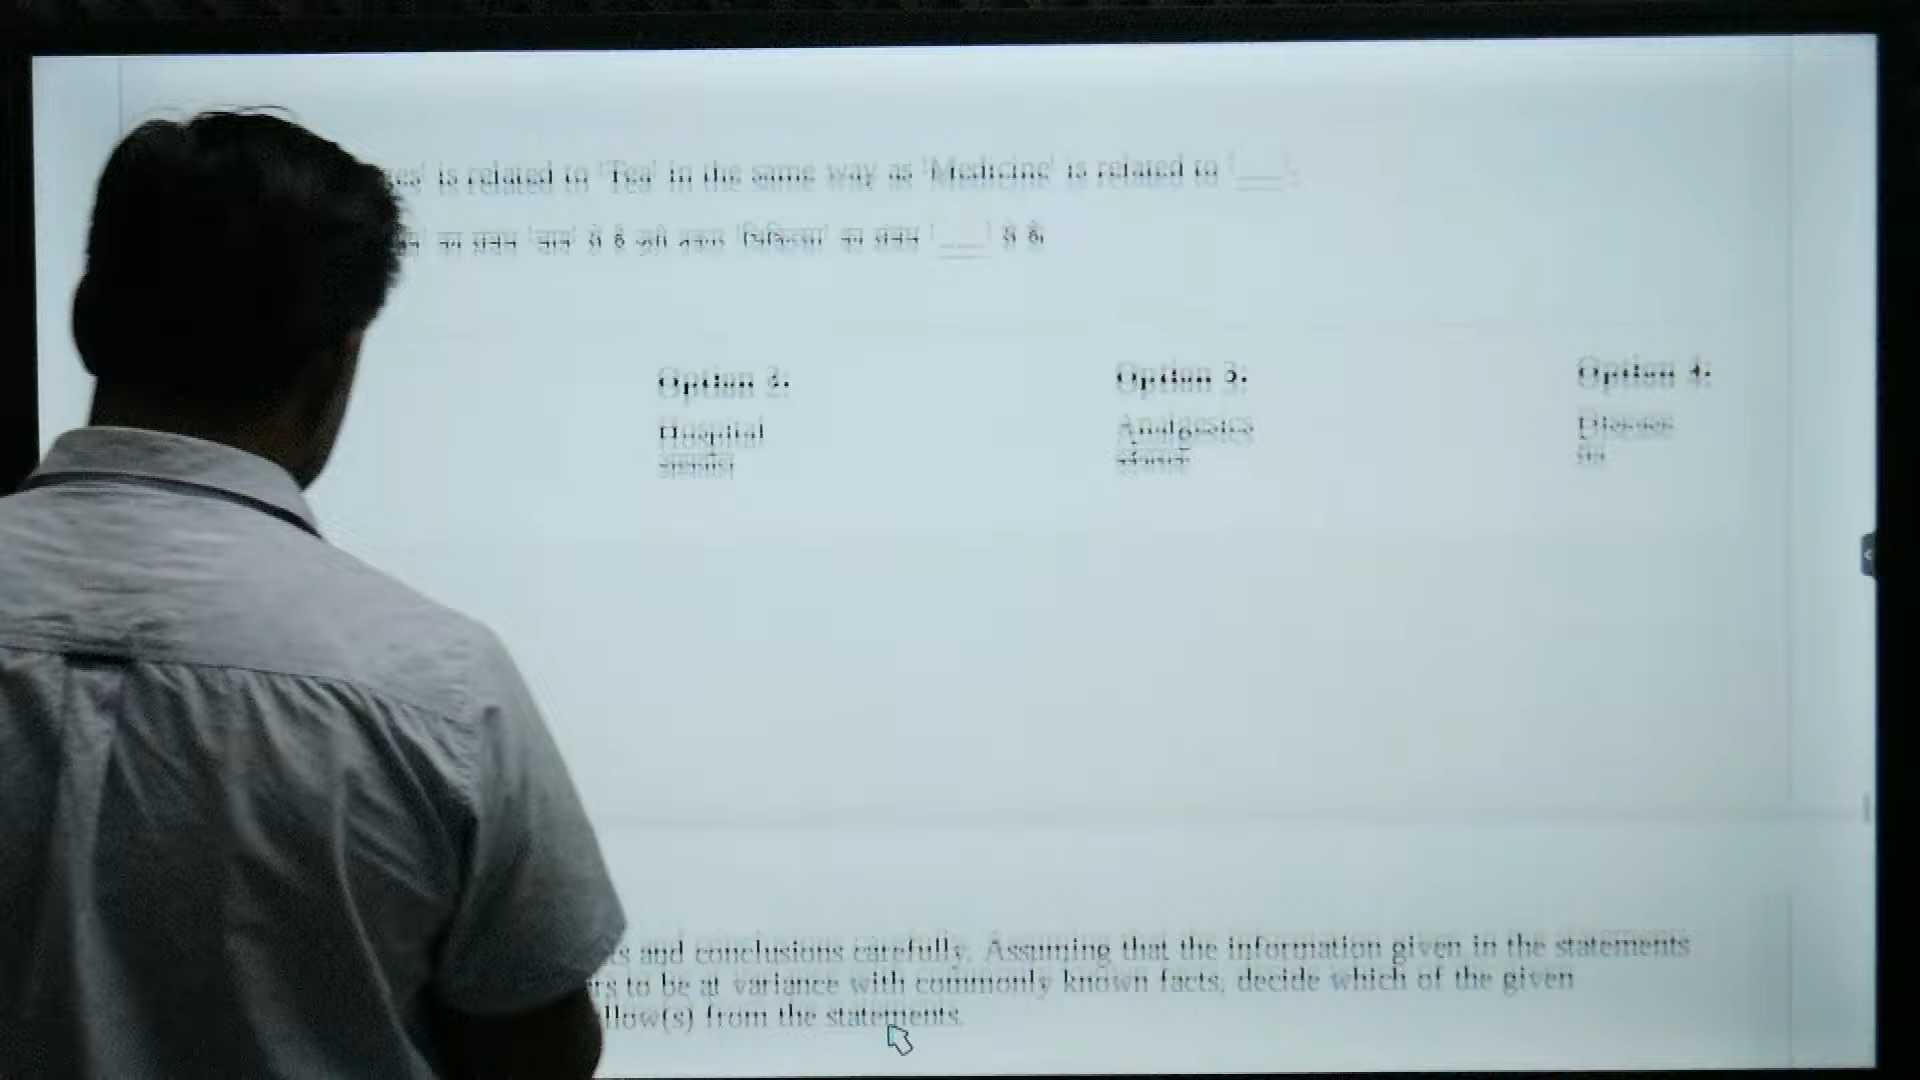 is related to 'Tea' in the same way as 'Medicine' is related to '___'.
का संबंध 'चाय' से है उसी प्रकार 'चिकित्सा' का संबंध '___' से है।
Option 2:
Hospital
अस्पताल
Option 3:
Analgesics
Option 4:
Disease
रोग
and conclusions carefully. Assuming that the information given in the statements
to be at variance with commonly known facts, decide which of the given
from the statements.